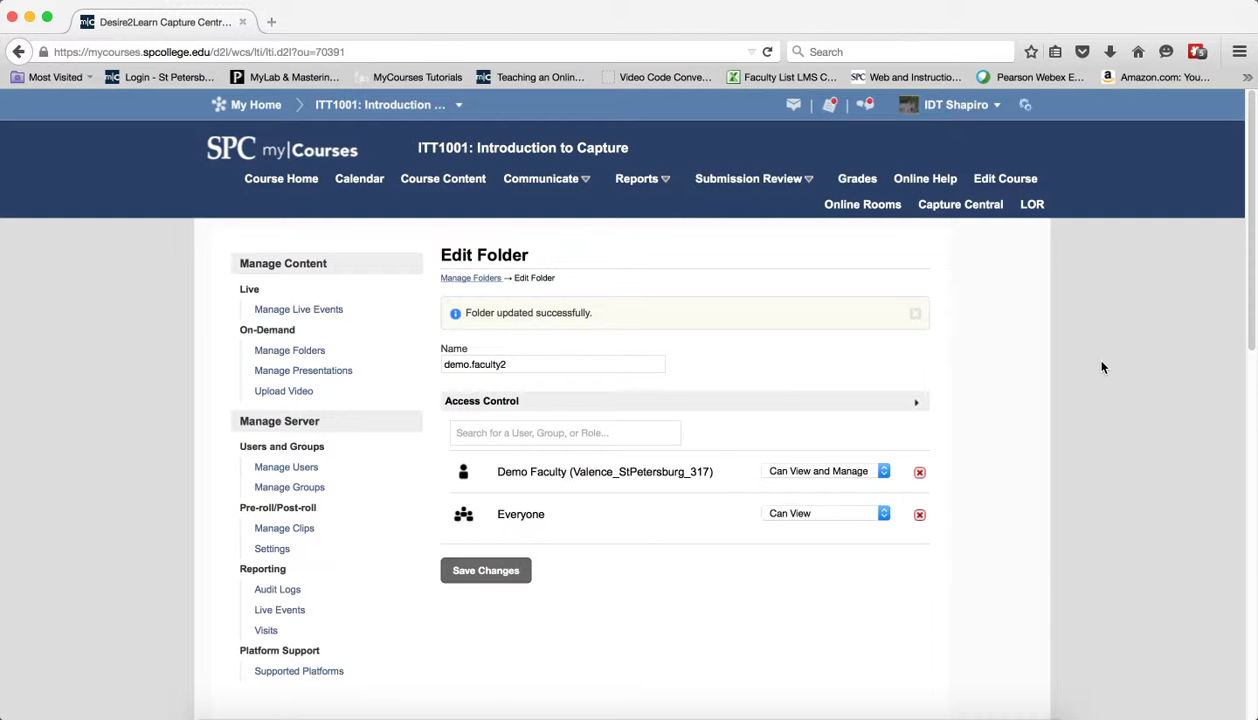 Desire2Learn Capture Centr...
https://mycourses.spcollege.edu/d2l/wcs/lti/lti.d2l?ou=70391
Search
Most Visited
Login - St Petersb...
MyLab & Mastering...
MyCourses Tutorials
Teaching an Onlin...
Video Code Conve...
Faculty List LMS C...
SPC Web and Instructio...
Pearson Webex E...
Amazon.com: You...
My Home
ITT1001: Introduction ...
IDT Shapiro
SPC my|Courses
ITT1001: Introduction to Capture
Course Home Calendar Course Content Communicate Reports Submission Review Grades Online Help Edit Course
Online Rooms Capture Central LOR
Manage Content
Live
Manage Live Events
On-Demand
Manage Folders
Manage Presentations
Upload Video
Manage Server
Users and Groups
Manage Users
Manage Groups
Pre-roll/Post-roll
Manage Clips
Settings
Reporting
Audit Logs
Live Events
Visits
Platform Support
Supported Platforms
Edit Folder
Manage Folders → Edit Folder
Folder updated successfully.
Name
demo.faculty2
Access Control
Search for a User, Group, or Role...
Demo Faculty (Valence_StPetersburg_317) Can View and Manage
Everyone Can View
Save Changes